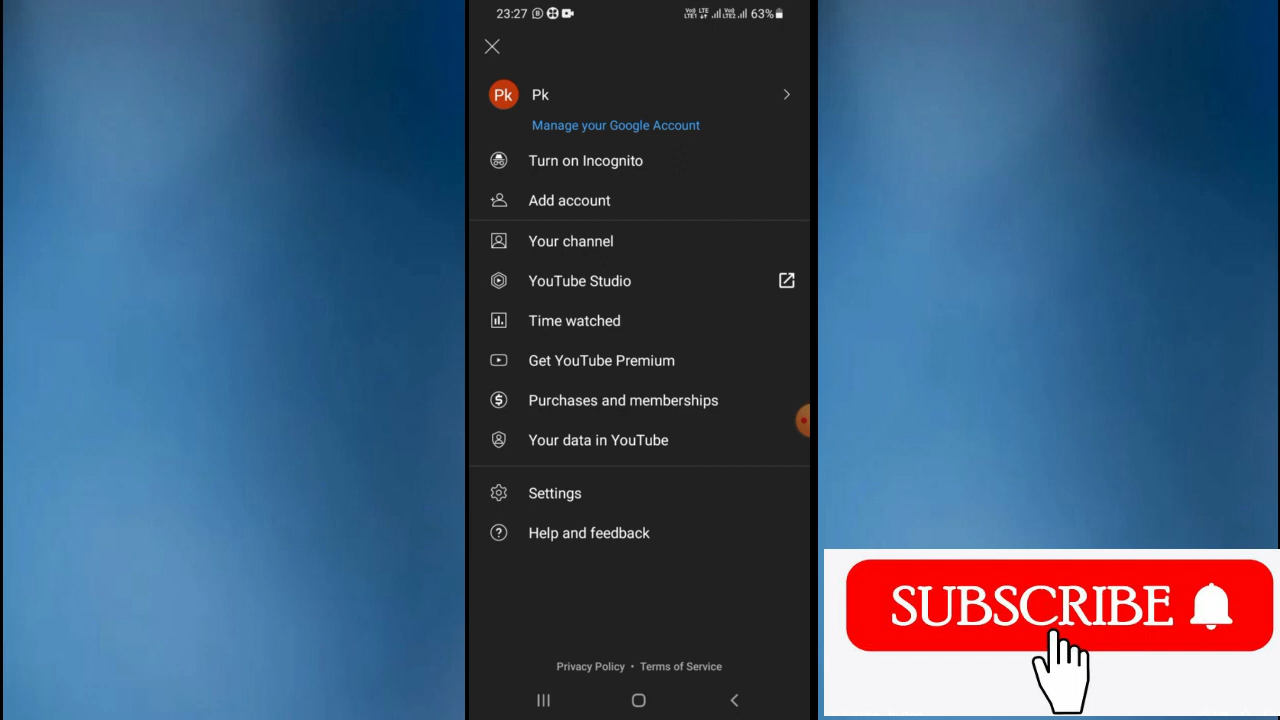 23:27 63%
Pk Pk
Manage your Google Account
Turn on Incognito
Add account
Your channel
YouTube Studio
Time watched
Get YouTube Premium
Purchases and memberships
Your data in YouTube
Settings
Help and feedback
SUBSCRIBE
Privacy Policy • Terms of Service